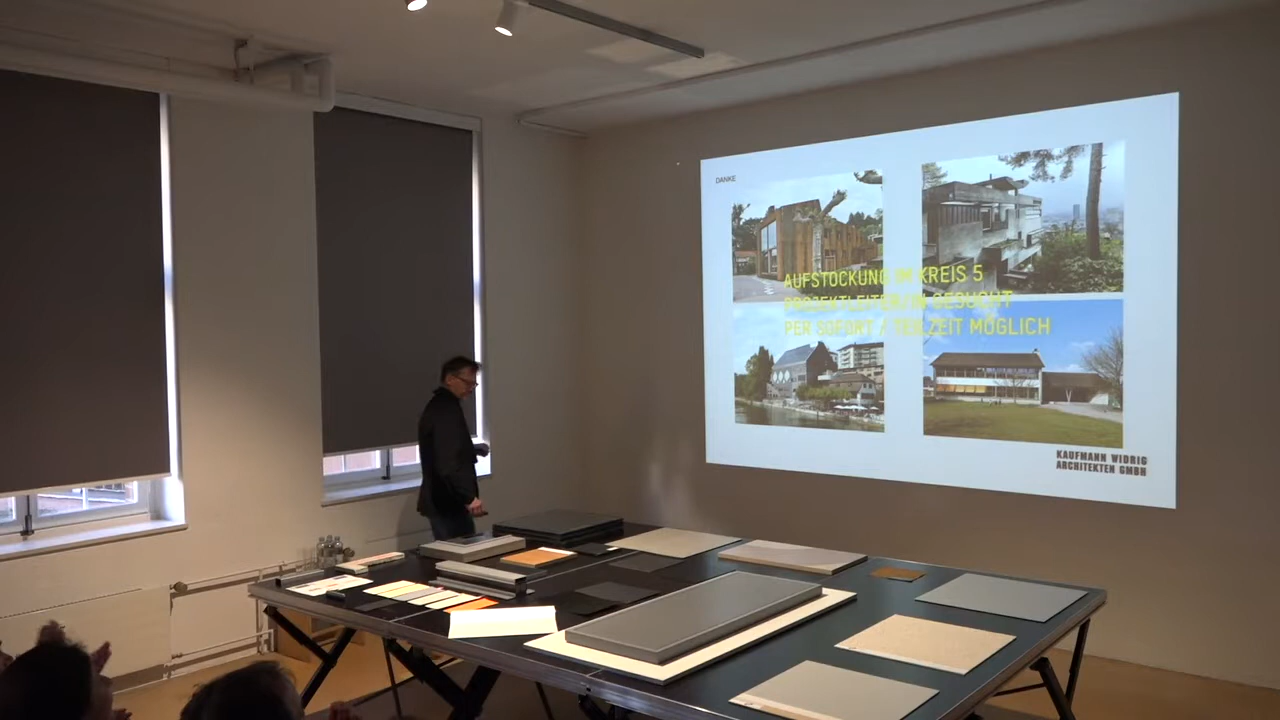 DANKE
AUFSTOCKUNG IM KREIS 5
PROJEKTLEITER/IN GESUCHT
PER SOFORT / TEILZEIT MÖGLICH
KAUFMANN WIDRIG
ARCHITEKTEN GMBH